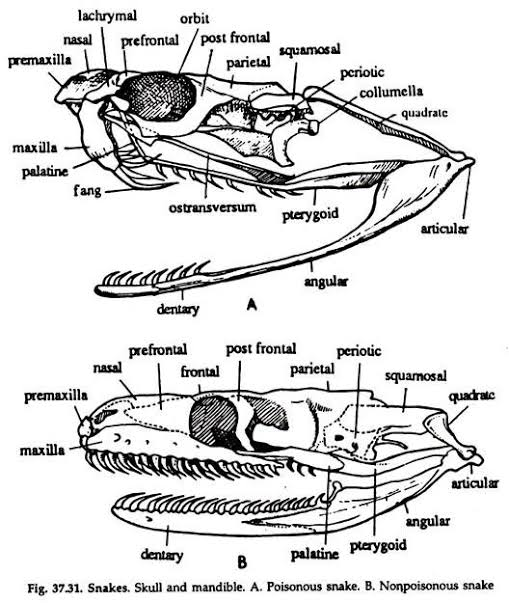 lachrymal
orbit
nasal
prefrontal
post frontal
squamosal
premaxilla
parietal
periotic
collumella
quadrate
maxilla
palatine
fang
ostransversum
pterygoid
articular
angular
dentary
A
prefrontal
post frontal
periotic
nasal
frontal
parietal
squamosal
premaxilla
quadrate
maxilla
articular
angular
dentary
palatine
pterygoid
B
Fig. 37.31. Snakes. Skull and mandible. A. Poisonous snake. B. Nonpoisonous snake